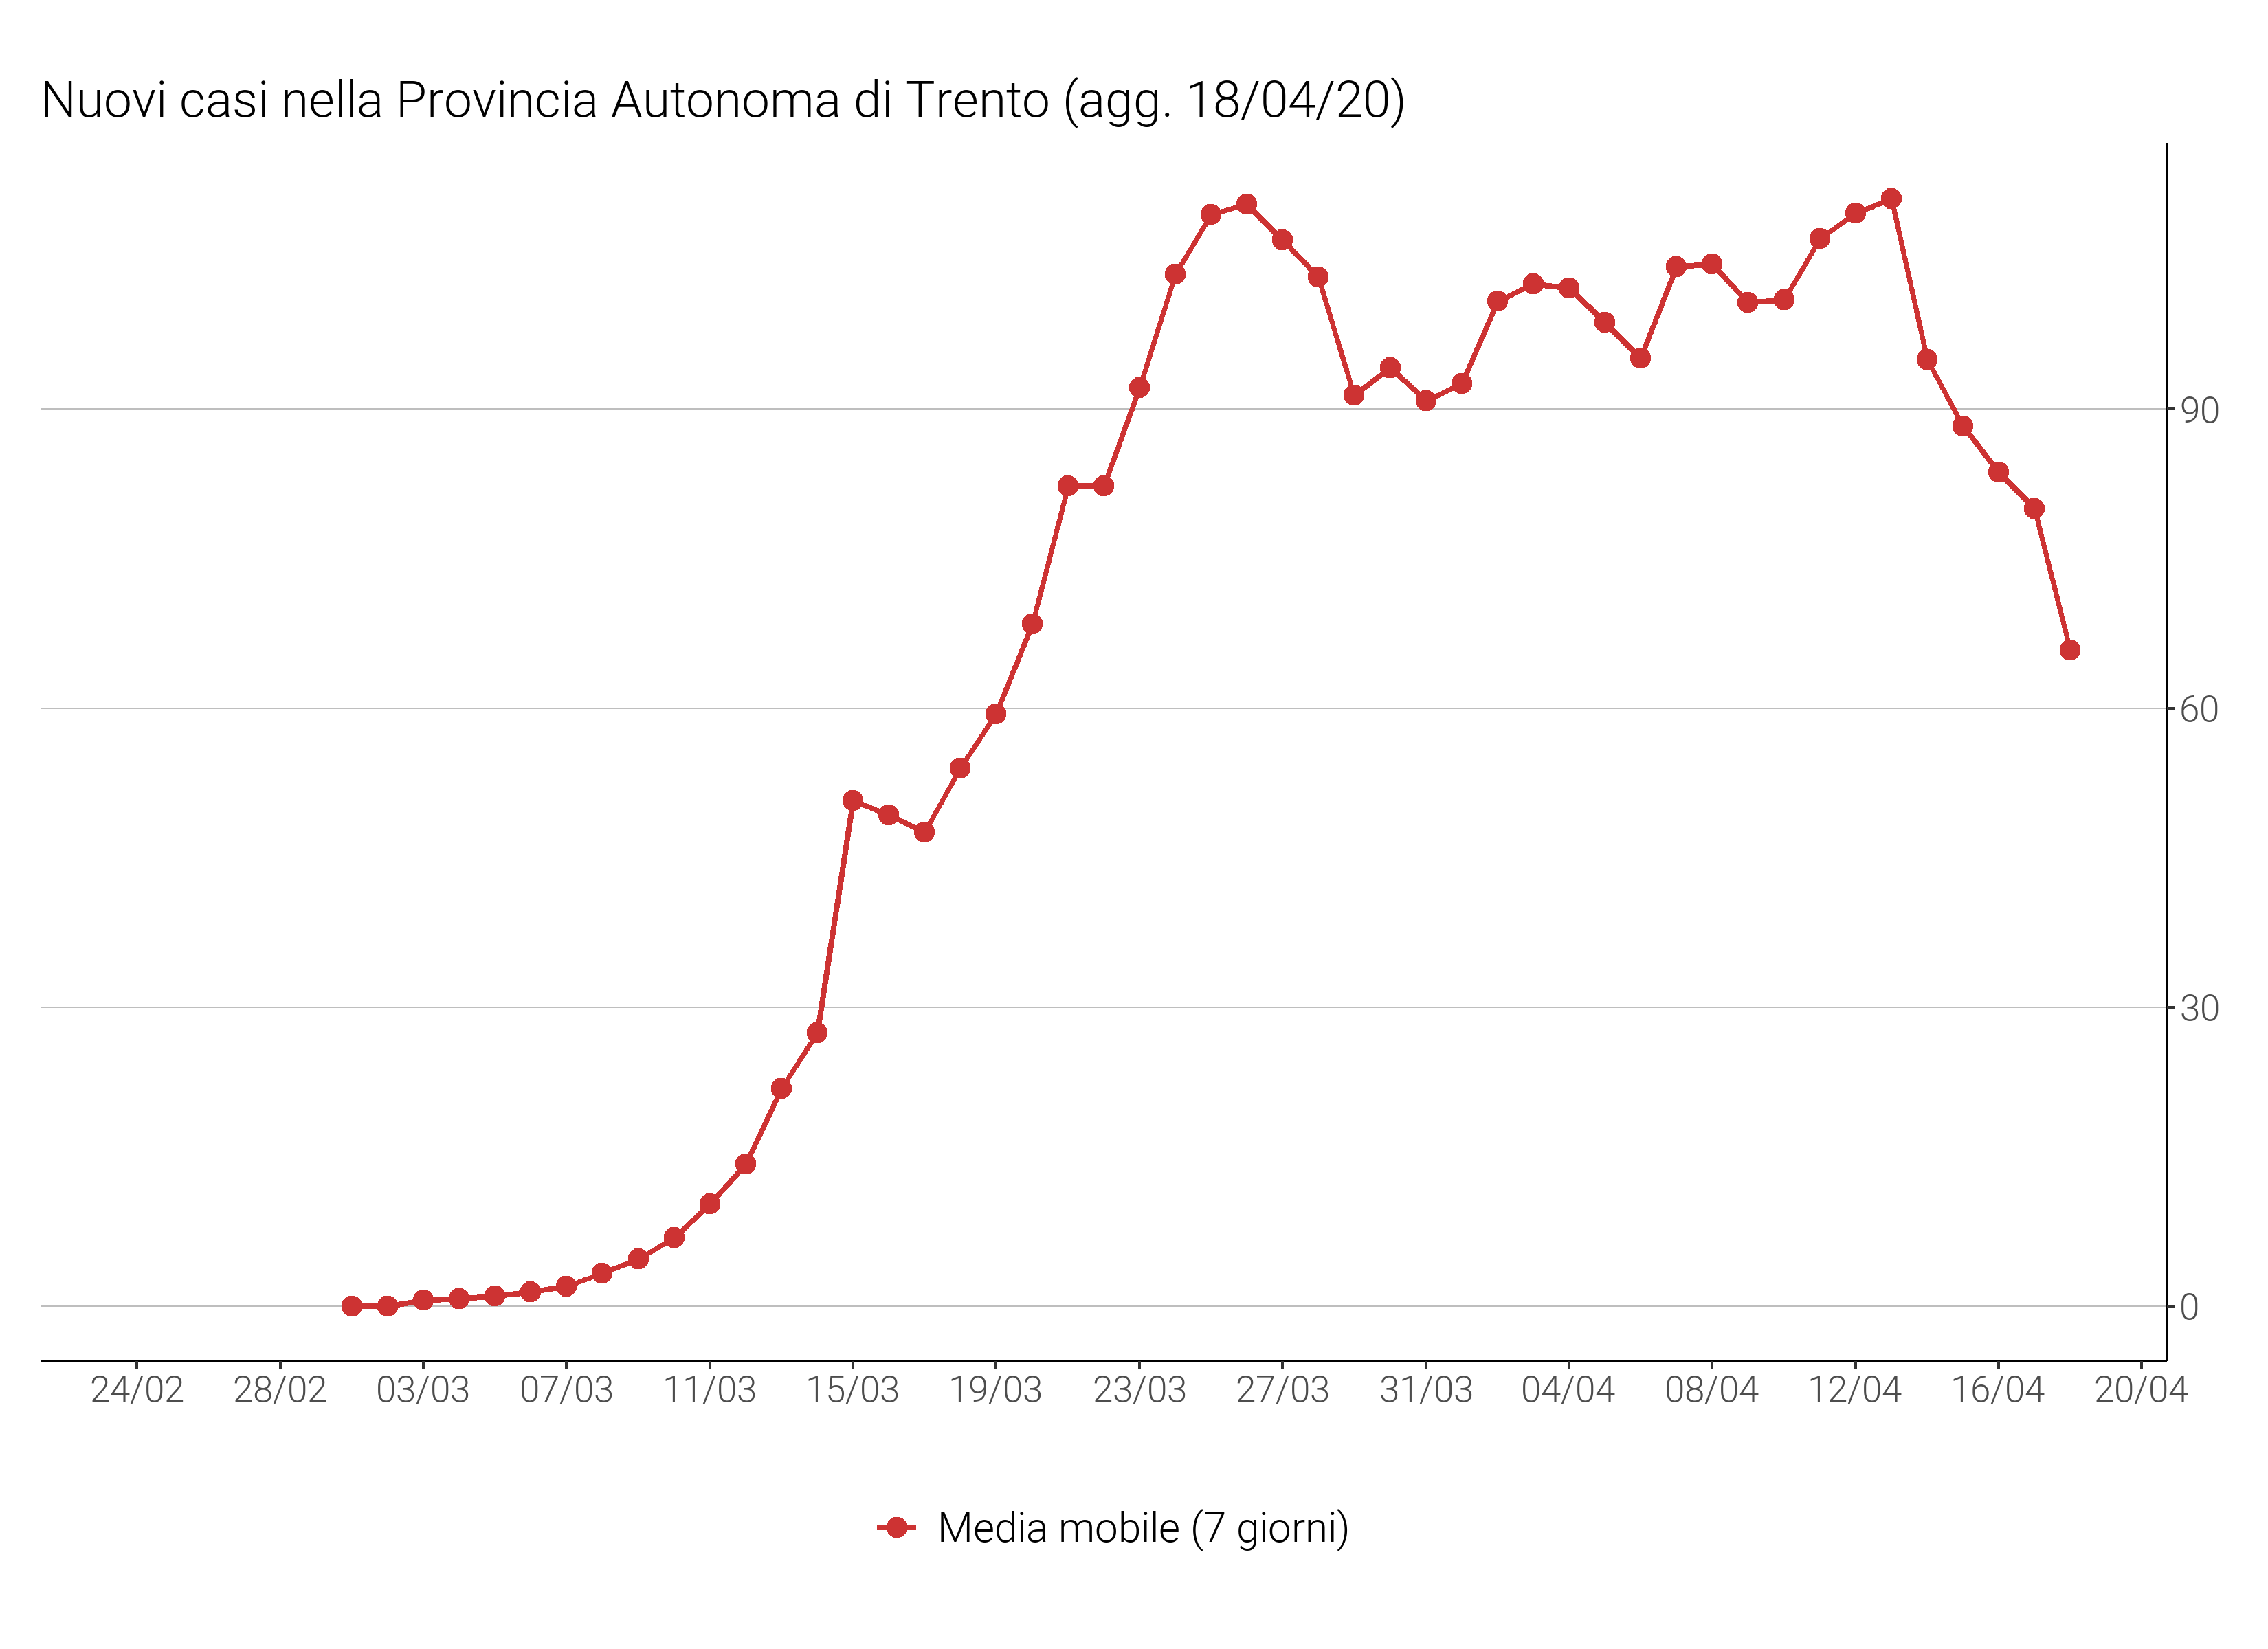 Nuovi casi nella Provincia Autonoma di Trento (agg. 18/04/20)
90
60
30
0
24/02 28/02 03/03 07/03 11/03 15/03 19/03 23/03 27/03 31/03 04/04 08/04 12/04 16/04 20/04
Media mobile (7 giorni)